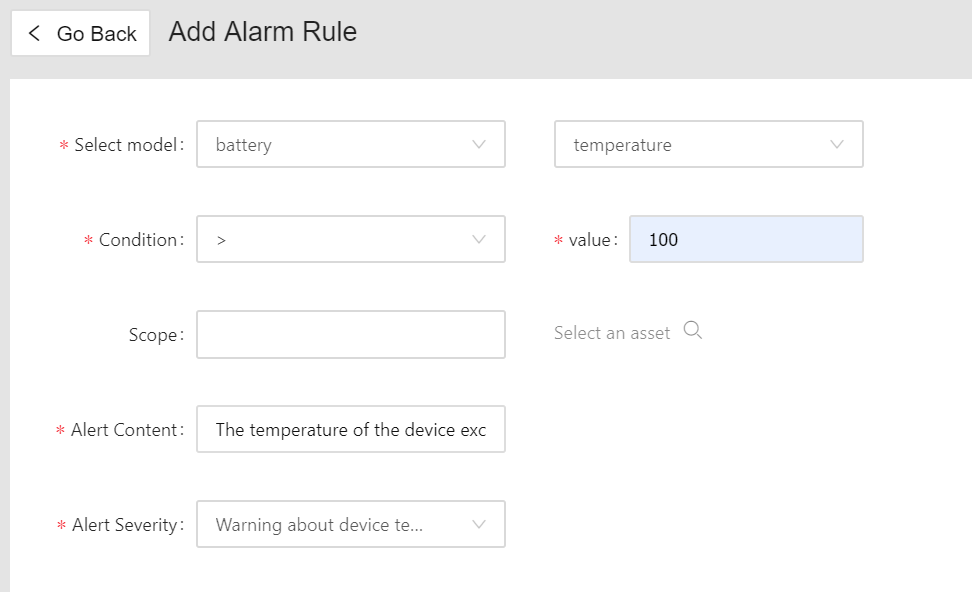 Go Back Add Alarm Rule
* Select model: battery temperature
* Condition: > * value: 100
Scope: Select an asset
* Alert Content: The temperature of the device exc
* Alert Severity: Warning about device te...